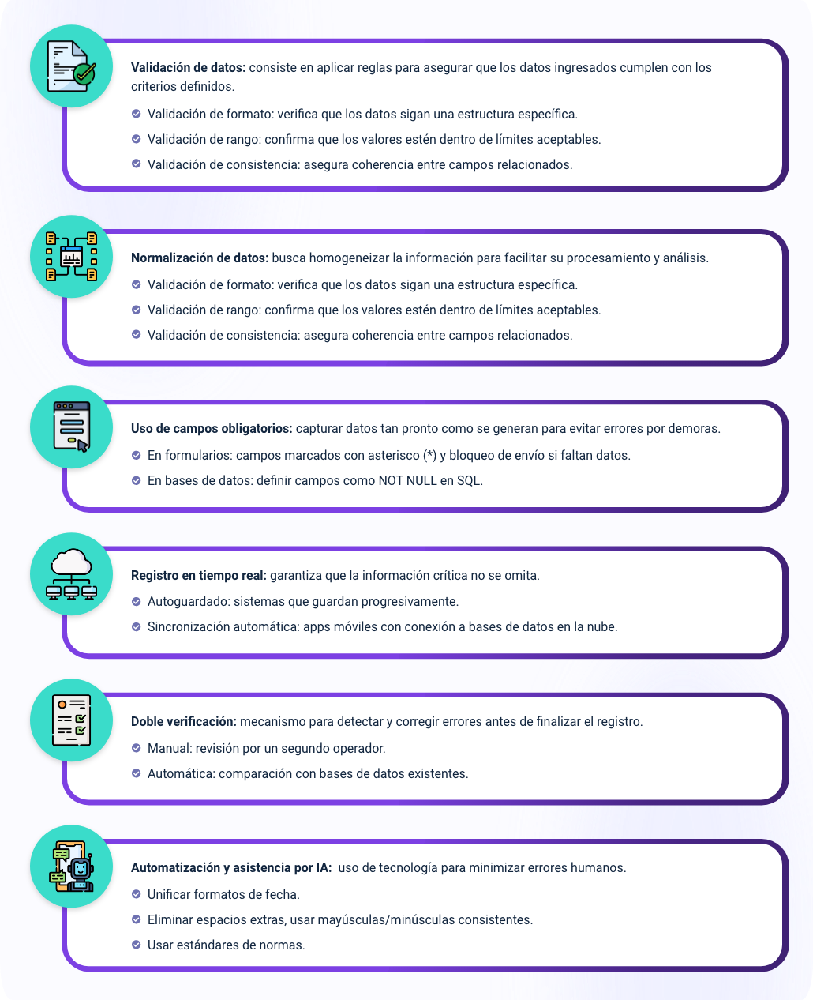 Validación de datos: consiste en aplicar reglas para asegurar que los datos ingresados cumplen con los
criterios definidos.
Validación de formato: verifica que los datos sigan una estructura específica.
Validación de rango: confirma que los valores estén dentro de límites aceptables.
Validación de consistencia: asegura coherencia entre campos relacionados.
Normalización de datos: busca homogeneizar la información para facilitar su procesamiento y análisis.
Validación de formato: verifica que los datos sigan una estructura específica.
Validación de rango: confirma que los valores estén dentro de límites aceptables.
Validación de consistencia: asegura coherencia entre campos relacionados.
Uso de campos obligatorios: capturar datos tan pronto como se generan para evitar errores por demoras.
En formularios: campos marcados con asterisco (*) y bloqueo de envío si faltan datos.
En bases de datos: definir campos como NOT NULL en SQL.
Registro en tiempo real: garantiza que la información crítica no se omita.
Autoguardado: sistemas que guardan progresivamente.
Sincronización automática: apps móviles con conexión a bases de datos en la nube.
Doble verificación: mecanismo para detectar y corregir errores antes de finalizar el registro.
Manual: revisión por un segundo operador.
Automática: comparación con bases de datos existentes.
Automatización y asistencia por IA: uso de tecnología para minimizar errores humanos.
Unificar formatos de fecha.
Eliminar espacios extras, usar mayúsculas/minúsculas consistentes.
Usar estándares de normas.